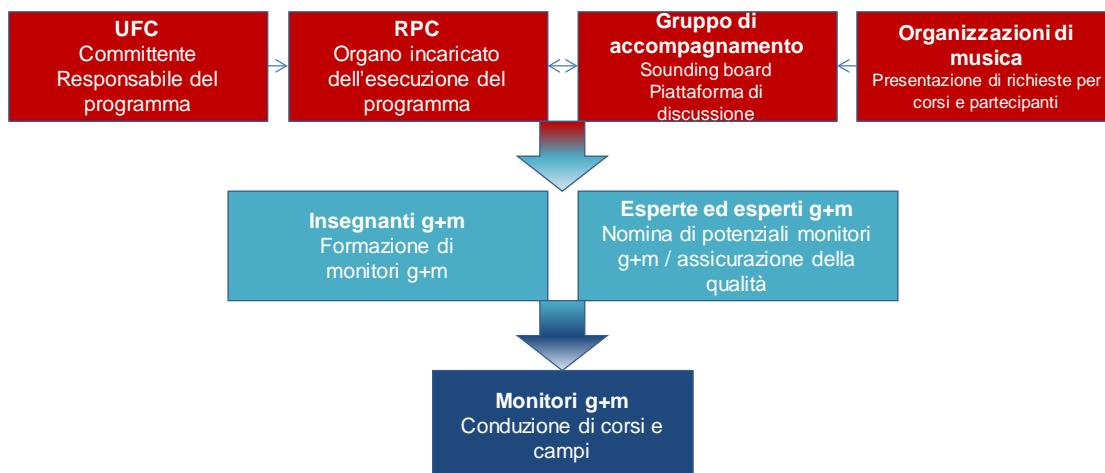 UFC
Committente
Responsabile del
programma
RPC
Organo incaricato
dell'esecuzione del
programma
Gruppo di
accompagnamento
Sounding board
Piattaforma di
discussione
Organizzazioni di
musica
Presentazione di richieste per
corsi e partecipanti
Insegnanti g+m
Formazione di
monitori g+m
Esperte ed esperti g+m
Nomina di potenziali monitori
g+m / assicurazione della
qualità
Monitori g+m
Conduzione di corsi e
campi